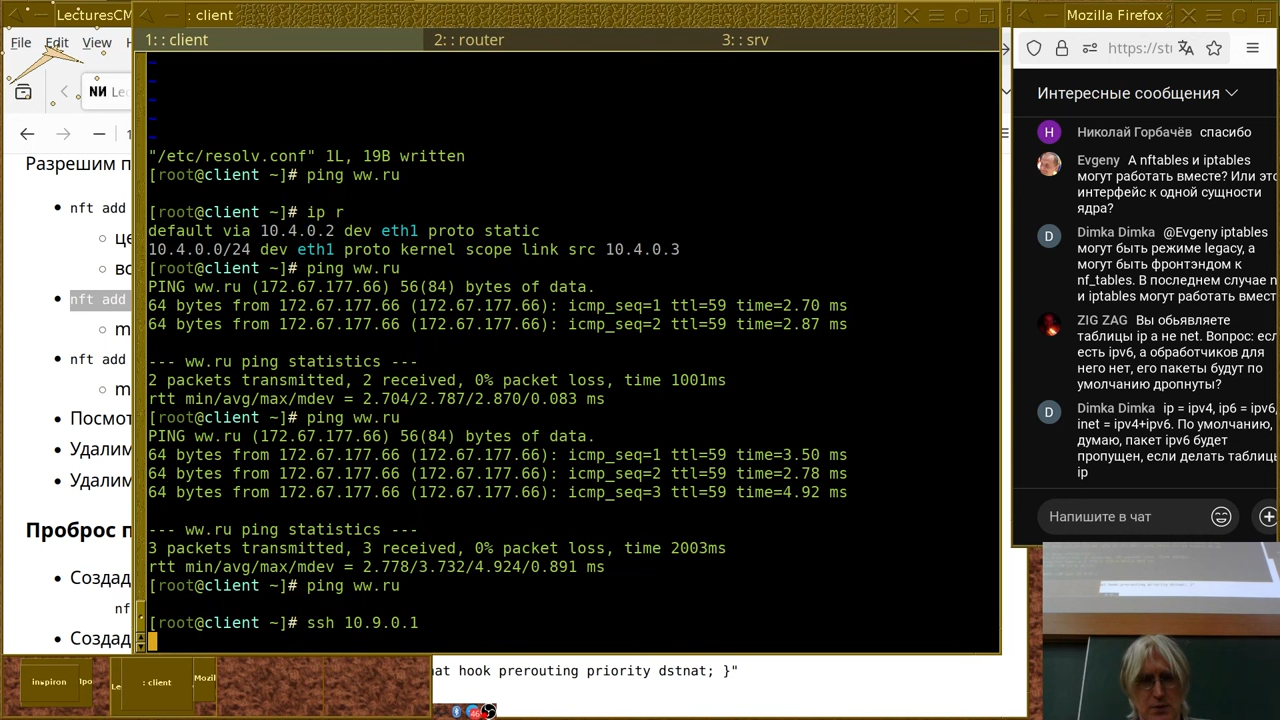 LecturesCM
: client
Mozilla Firefox
File Edit View
1: : client
2: : router
3: : srv
https://stu
Le
Разрешим п
nft add
це
вс
nft add
m
nft add
m
Посмот
Удалим
Удалим
Проброс п
Создад
nf
Создад
~
~
~
~
~
"/etc/resolv.conf" 1L, 19B written
[root@client ~]# ping ww.ru
[root@client ~]# ip r
default via 10.4.0.2 dev eth1 proto static
10.4.0.0/24 dev eth1 proto kernel scope link src 10.4.0.3
[root@client ~]# ping ww.ru
PING ww.ru (172.67.177.66) 56(84) bytes of data.
64 bytes from 172.67.177.66 (172.67.177.66): icmp_seq=1 ttl=59 time=2.70 ms
64 bytes from 172.67.177.66 (172.67.177.66): icmp_seq=2 ttl=59 time=2.87 ms
--- ww.ru ping statistics ---
2 packets transmitted, 2 received, 0% packet loss, time 1001ms
rtt min/avg/max/mdev = 2.704/2.787/2.870/0.083 ms
[root@client ~]# ping ww.ru
PING ww.ru (172.67.177.66) 56(84) bytes of data.
64 bytes from 172.67.177.66 (172.67.177.66): icmp_seq=1 ttl=59 time=3.50 ms
64 bytes from 172.67.177.66 (172.67.177.66): icmp_seq=2 ttl=59 time=2.78 ms
64 bytes from 172.67.177.66 (172.67.177.66): icmp_seq=3 ttl=59 time=4.92 ms
--- ww.ru ping statistics ---
3 packets transmitted, 3 received, 0% packet loss, time 2003ms
rtt min/avg/max/mdev = 2.778/3.732/4.924/0.891 ms
[root@client ~]# ping ww.ru
[root@client ~]# ssh 10.9.0.1
Интересные сообщения
Н
Николай Горбачёв спасибо
Evgeny А nftables и iptables
могут работать вместе? Или это
интерфейс к одной сущности
ядра?
D
Dimka Dimka @Evgeny iptables
могут быть режиме legacy, а
могут быть фронтэндом к
nf_tables. В последнем случае n
и iptables могут работать вмест
ZIG ZAG Вы обьявляете
таблицы ip а не net. Вопрос: есл
есть ipv6, а обработчиков для
него нет, его пакеты будут по
умолчанию дропнуты?
D
Dimka Dimka ip = ipv4, ip6 = ipv6,
inet = ipv4+ipv6. По умолчанию,
думаю, пакет ipv6 будет
пропущен, если делать таблицы
ip
Напишите в чат
at hook prerouting priority dstnat; }"
inspiron
lpo
Le
: client
Mozil